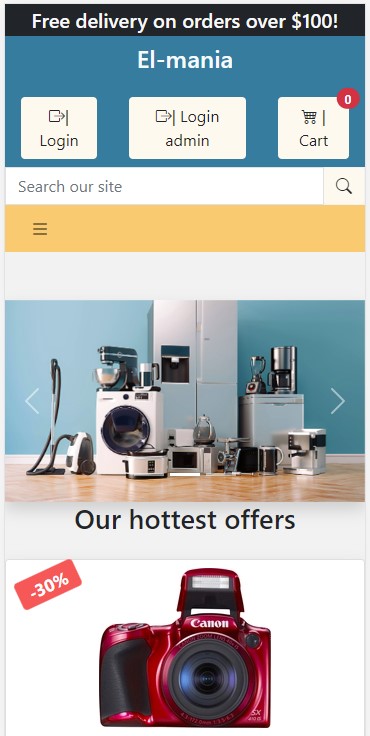 Free delivery on orders over $100!
El-mania
0
| Login
| Login admin
| Cart
Search our site
Our hottest offers
-30%
Canon
SX